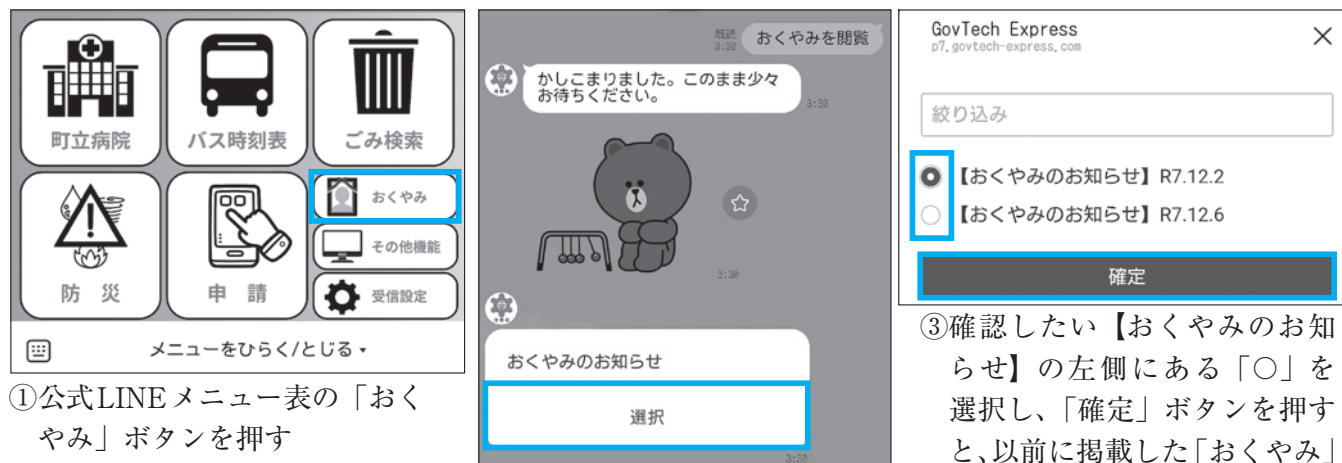 町立病院
バス時刻表
ごみ検索
防 災
申 請
おくやみ
その他機能
受信設定
メニューをひらく/とじる▾
①公式LINEメニュー表の「おく
やみ」ボタンを押す
既読
3:30
おくやみを閲覧
かしこまりました。このまま少々
お待ちください。
3:30
3:30
おくやみのお知らせ
選択
3:30
GovTech Express
p7.govtech-express.com
絞り込み
【おくやみのお知らせ】R7.12.2
【おくやみのお知らせ】R7.12.6
確定
③確認したい【おくやみのお知
らせ】の左側にある「○」を
選択し、「確定」ボタンを押す
と、以前に掲載した「おくやみ」